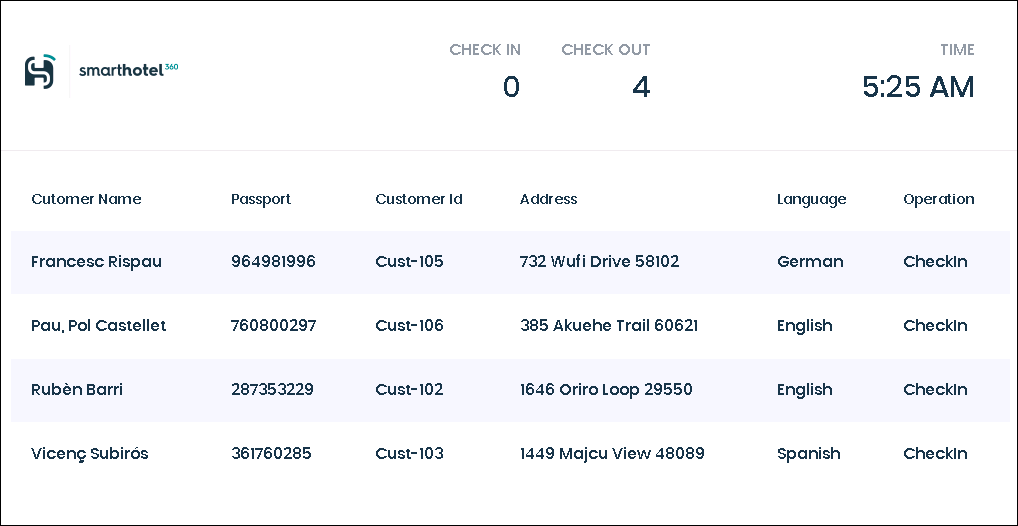 smarthotel360
CHECK IN CHECK OUT TIME
0 4 5:25 AM
Cutomer Name Passport Customer Id Address Language Operation
Francesc Rispau 964981996 Cust-105 732 Wufi Drive 58102 German CheckIn
Pau, Pol Castellet 760800297 Cust-106 385 Akuehe Trail 60621 English CheckIn
Rubèn Barri 287353229 Cust-102 1646 Oriro Loop 29550 English CheckIn
Vicenç Subirós 361760285 Cust-103 1449 Majcu View 48089 Spanish CheckIn